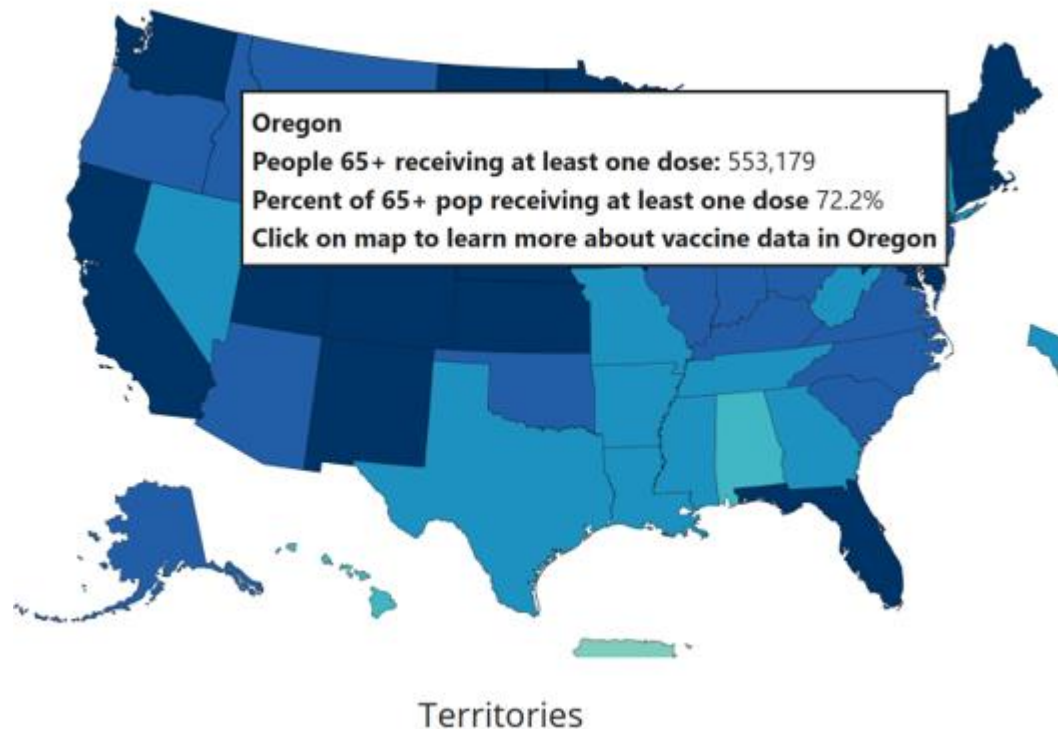 Oregon
People 65+ receiving at least one dose: 553,179
Percent of 65+ pop receiving at least one dose 72.2%
Click on map to learn more about vaccine data in Oregon
Territories